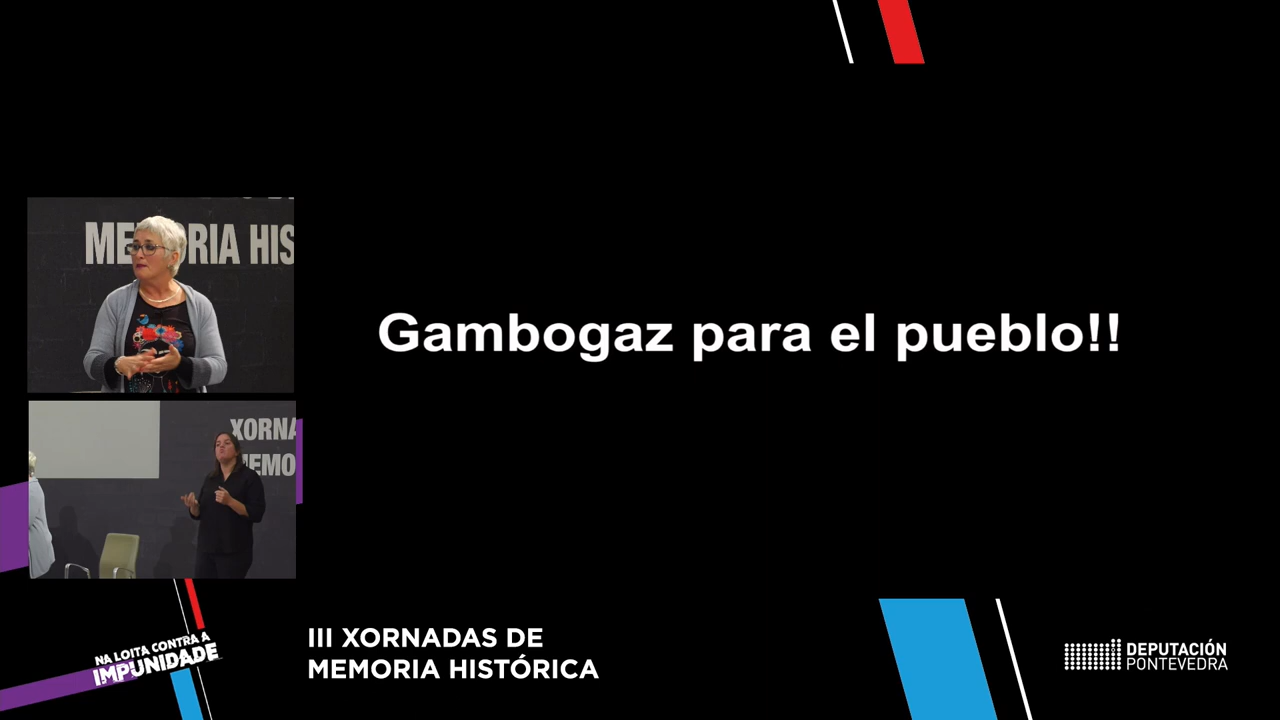 MEMORIA HIS
Gambogaz para el pueblo!!
XORNA
MEMO
NA LOITA CONTRA A
IMPUNIDADE
III XORNADAS DE
MEMORIA HISTÓRICA
DEPUTACIÓN
PONTEVEDRA